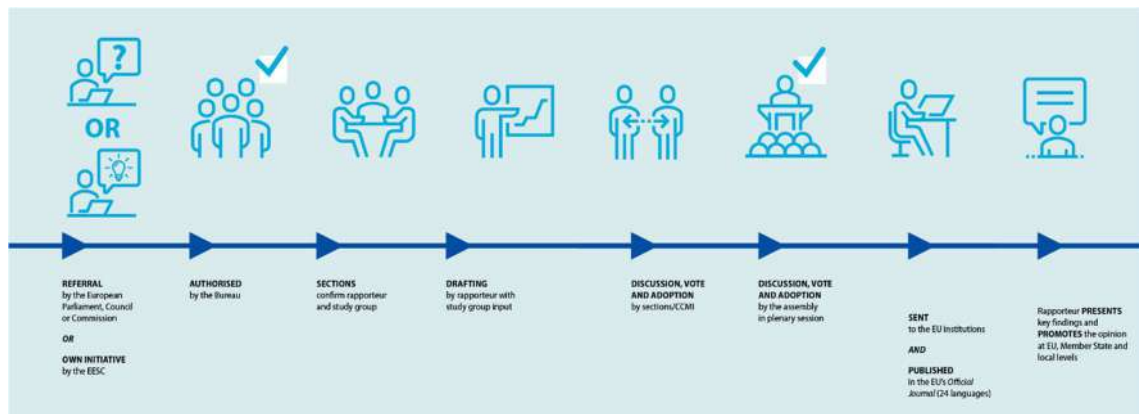 ?
OR
REFERRAL
by the European
Parliament, Council
or Commission
OR
OWN INITIATIVE
by the EESC
AUTHORISED
by the Bureau
SECTIONS
confirm rapporteur
and study group
DRAFTING
by rapporteur with
study group input
DISCUSSION, VOTE
AND ADOPTION
by sections/CCMI
DISCUSSION, VOTE
AND ADOPTION
by the assembly
in plenary session
SENT
to the EU institutions
AND
PUBLISHED
in the EU's Official
Journal (24 languages)
Rapporteur PRESENTS
key findings and
PROMOTES the opinion
at EU, Member State and
local levels